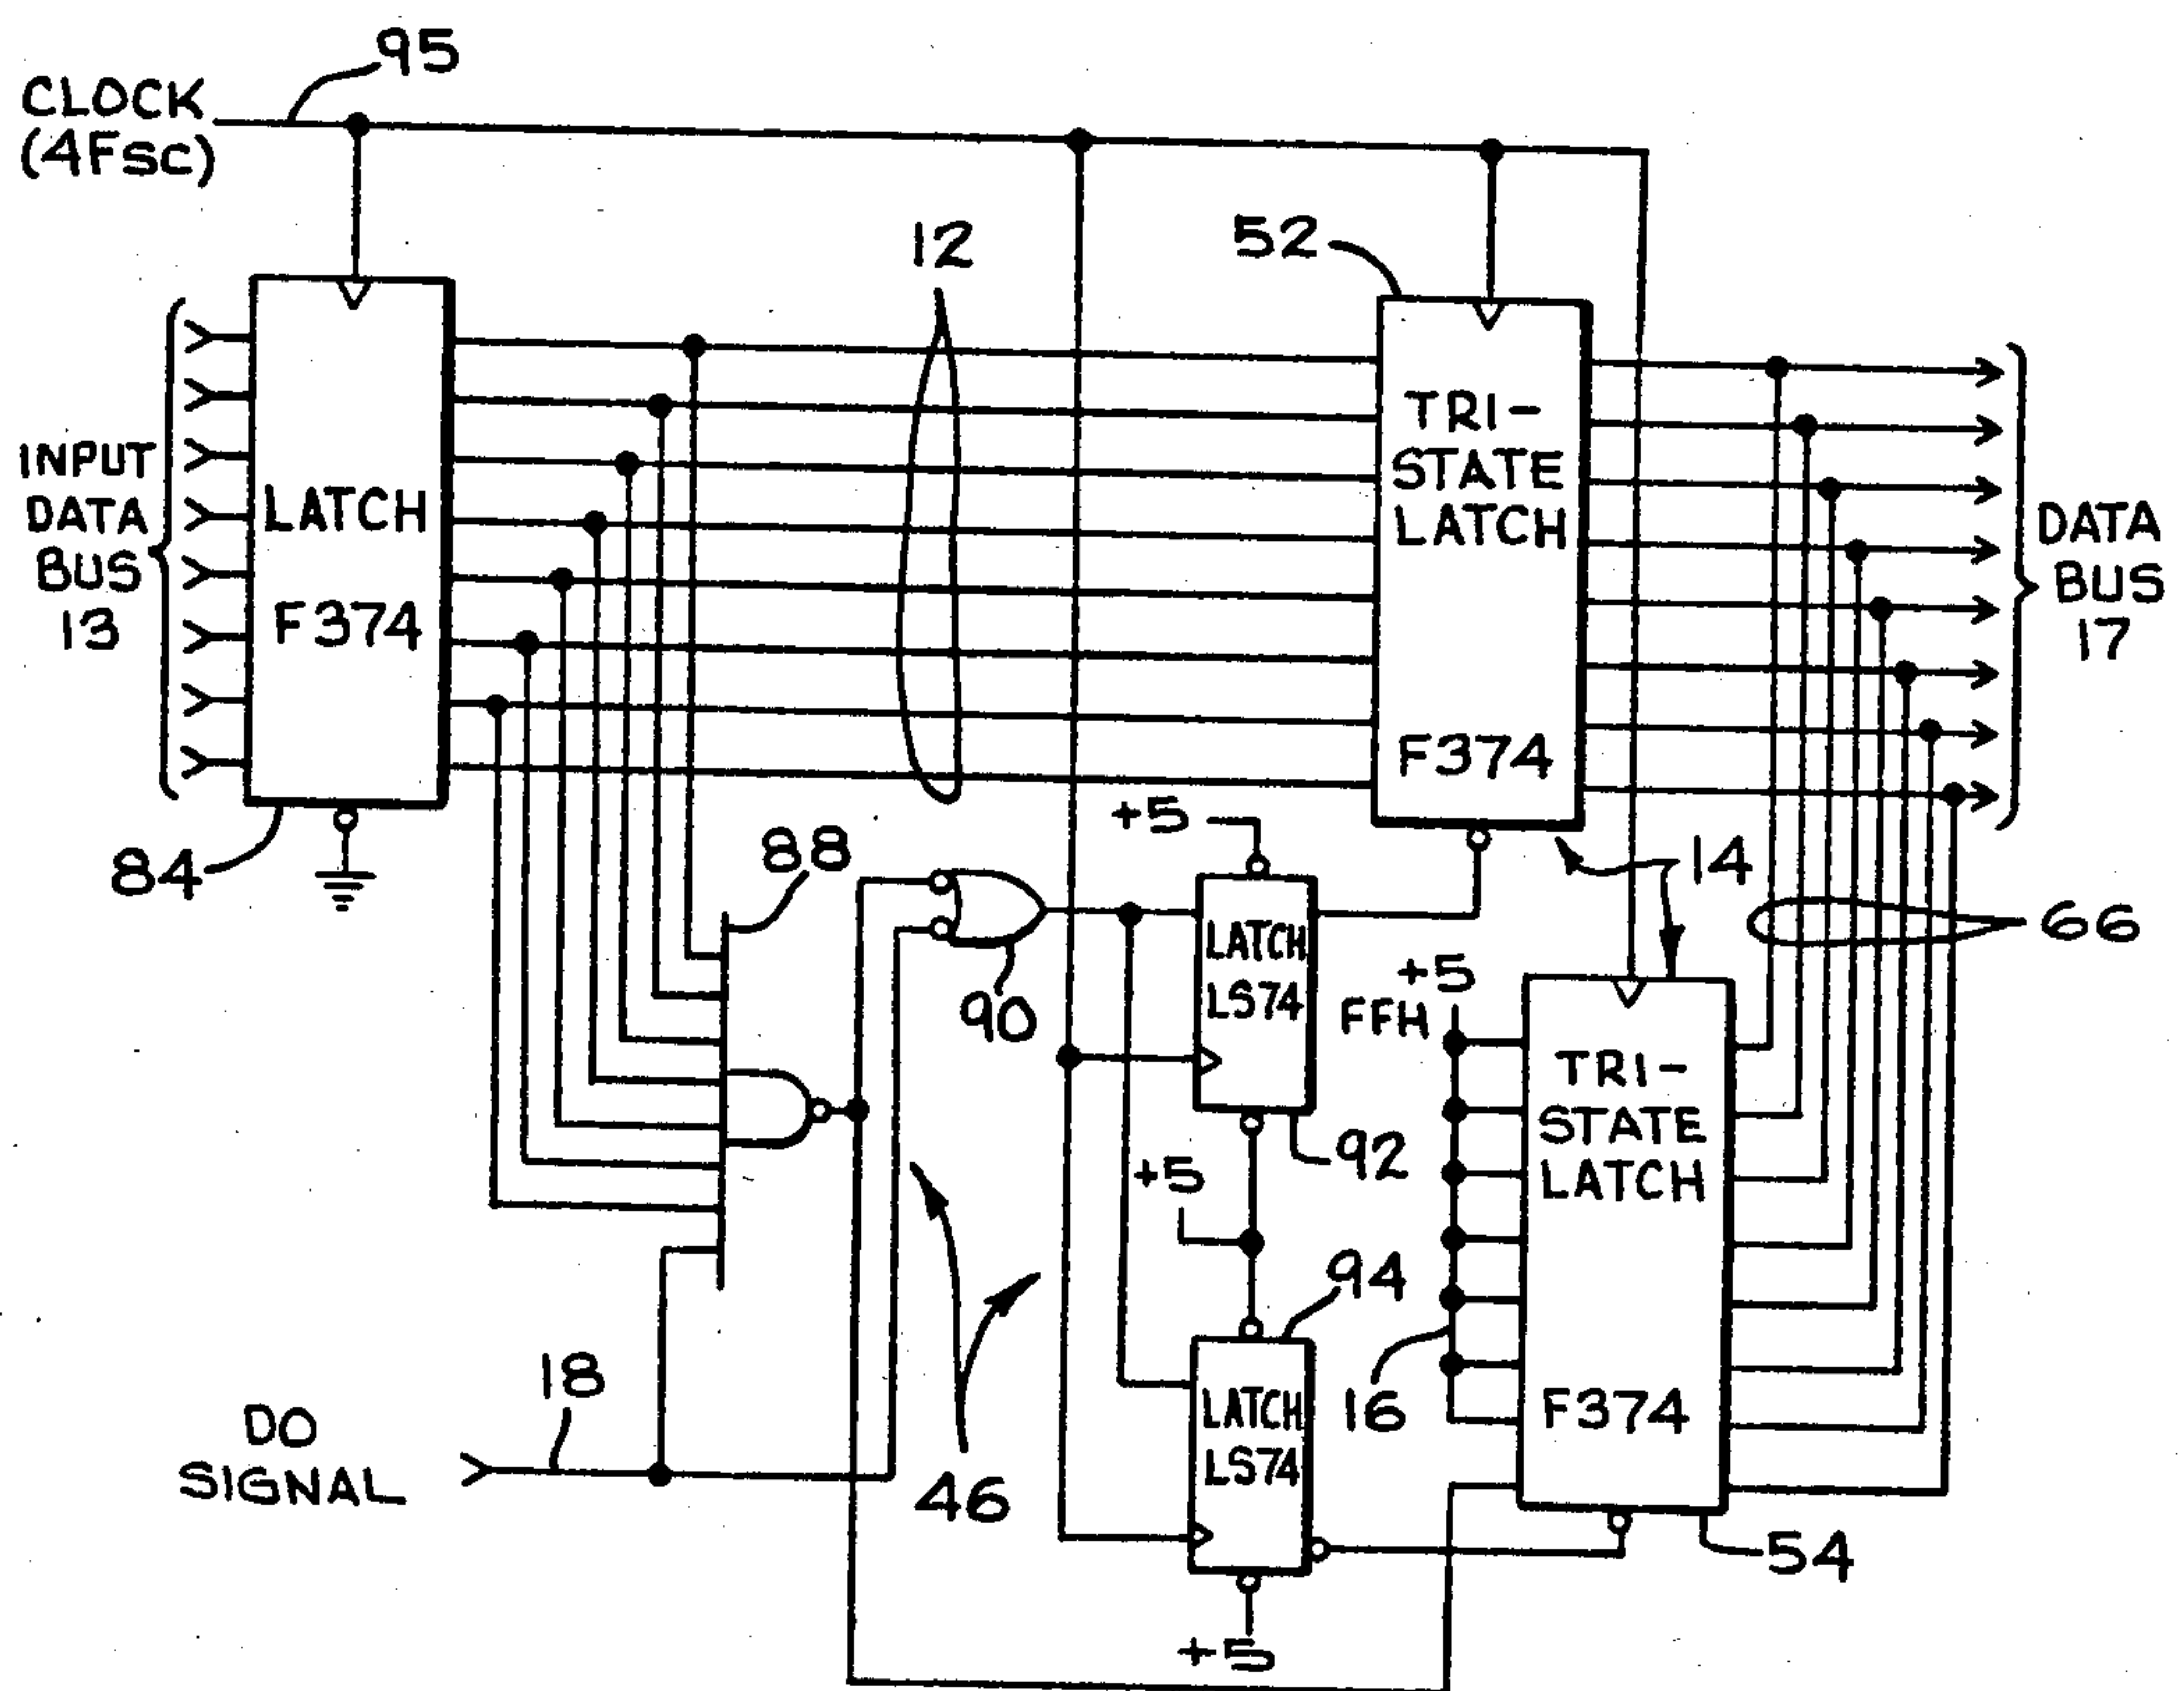 95
CLOCK
(4FSC)
12
52
INPUT
DATA
BUS
13
LATCH
F374
TRI-
STATE
LATCH
F374
DATA
BUS
17
84
88
+5
14
66
90
LATCH
LS74
+5
FFH
92
+5
TRI-
STATE
LATCH
F374
94
16
LATCH
LS74
18
DO
SIGNAL
46
54
+5